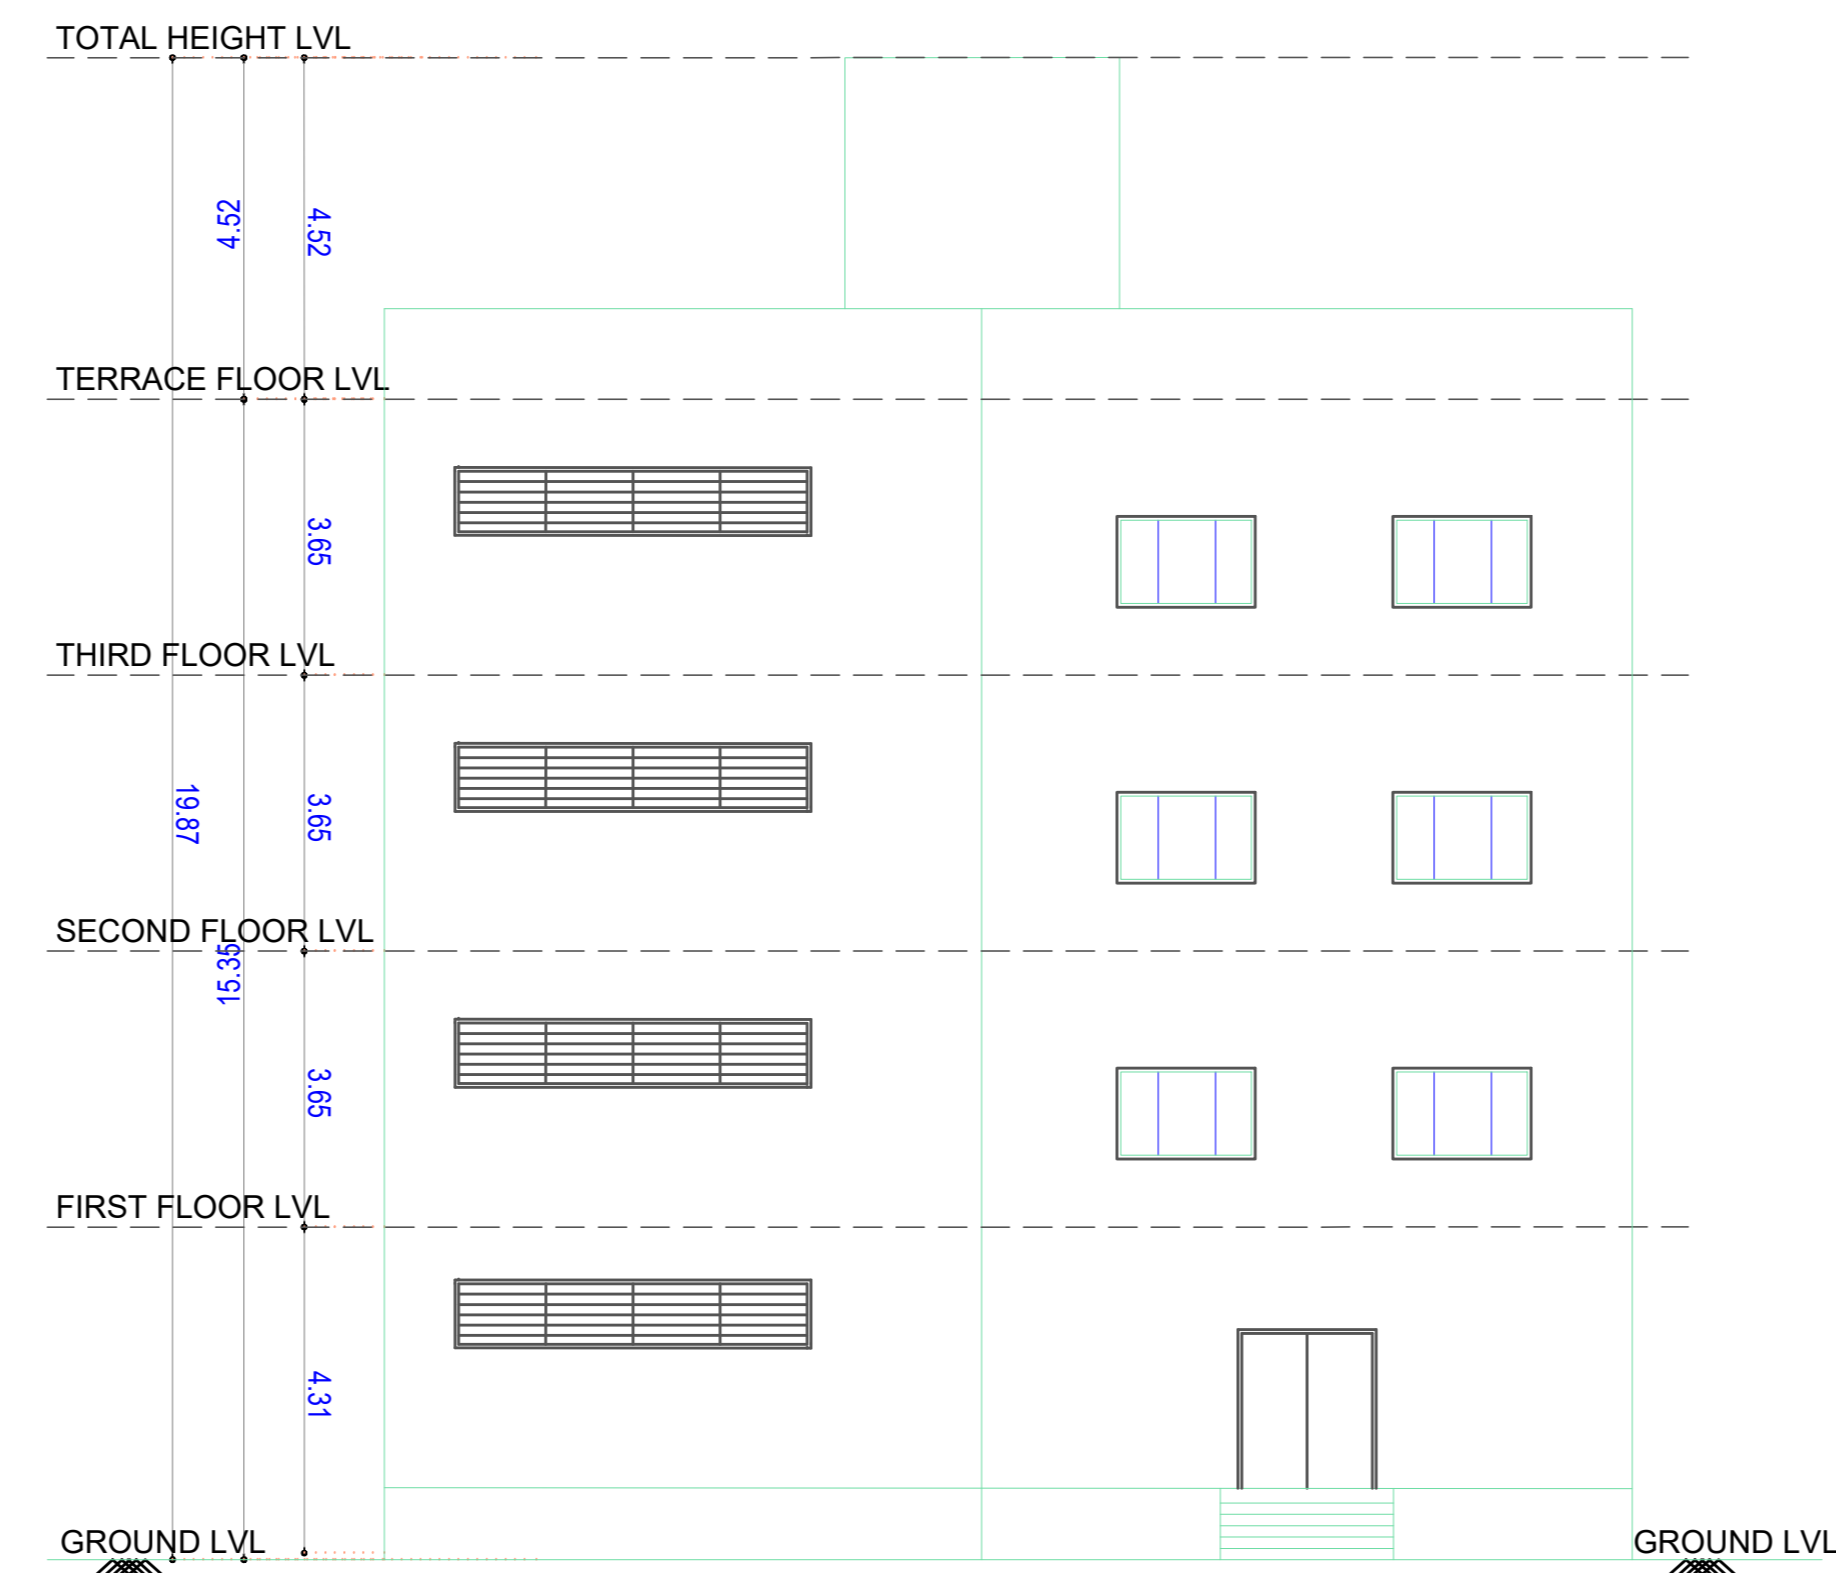 TOTAL HEIGHT LVL
4.52
4.52
TERRACE FLOOR LVL
3.65
THIRD FLOOR LVL
19.87
3.65
SECOND FLOOR LVL
15.35
3.65
FIRST FLOOR LVL
4.31
GROUND LVL
GROUND LVL